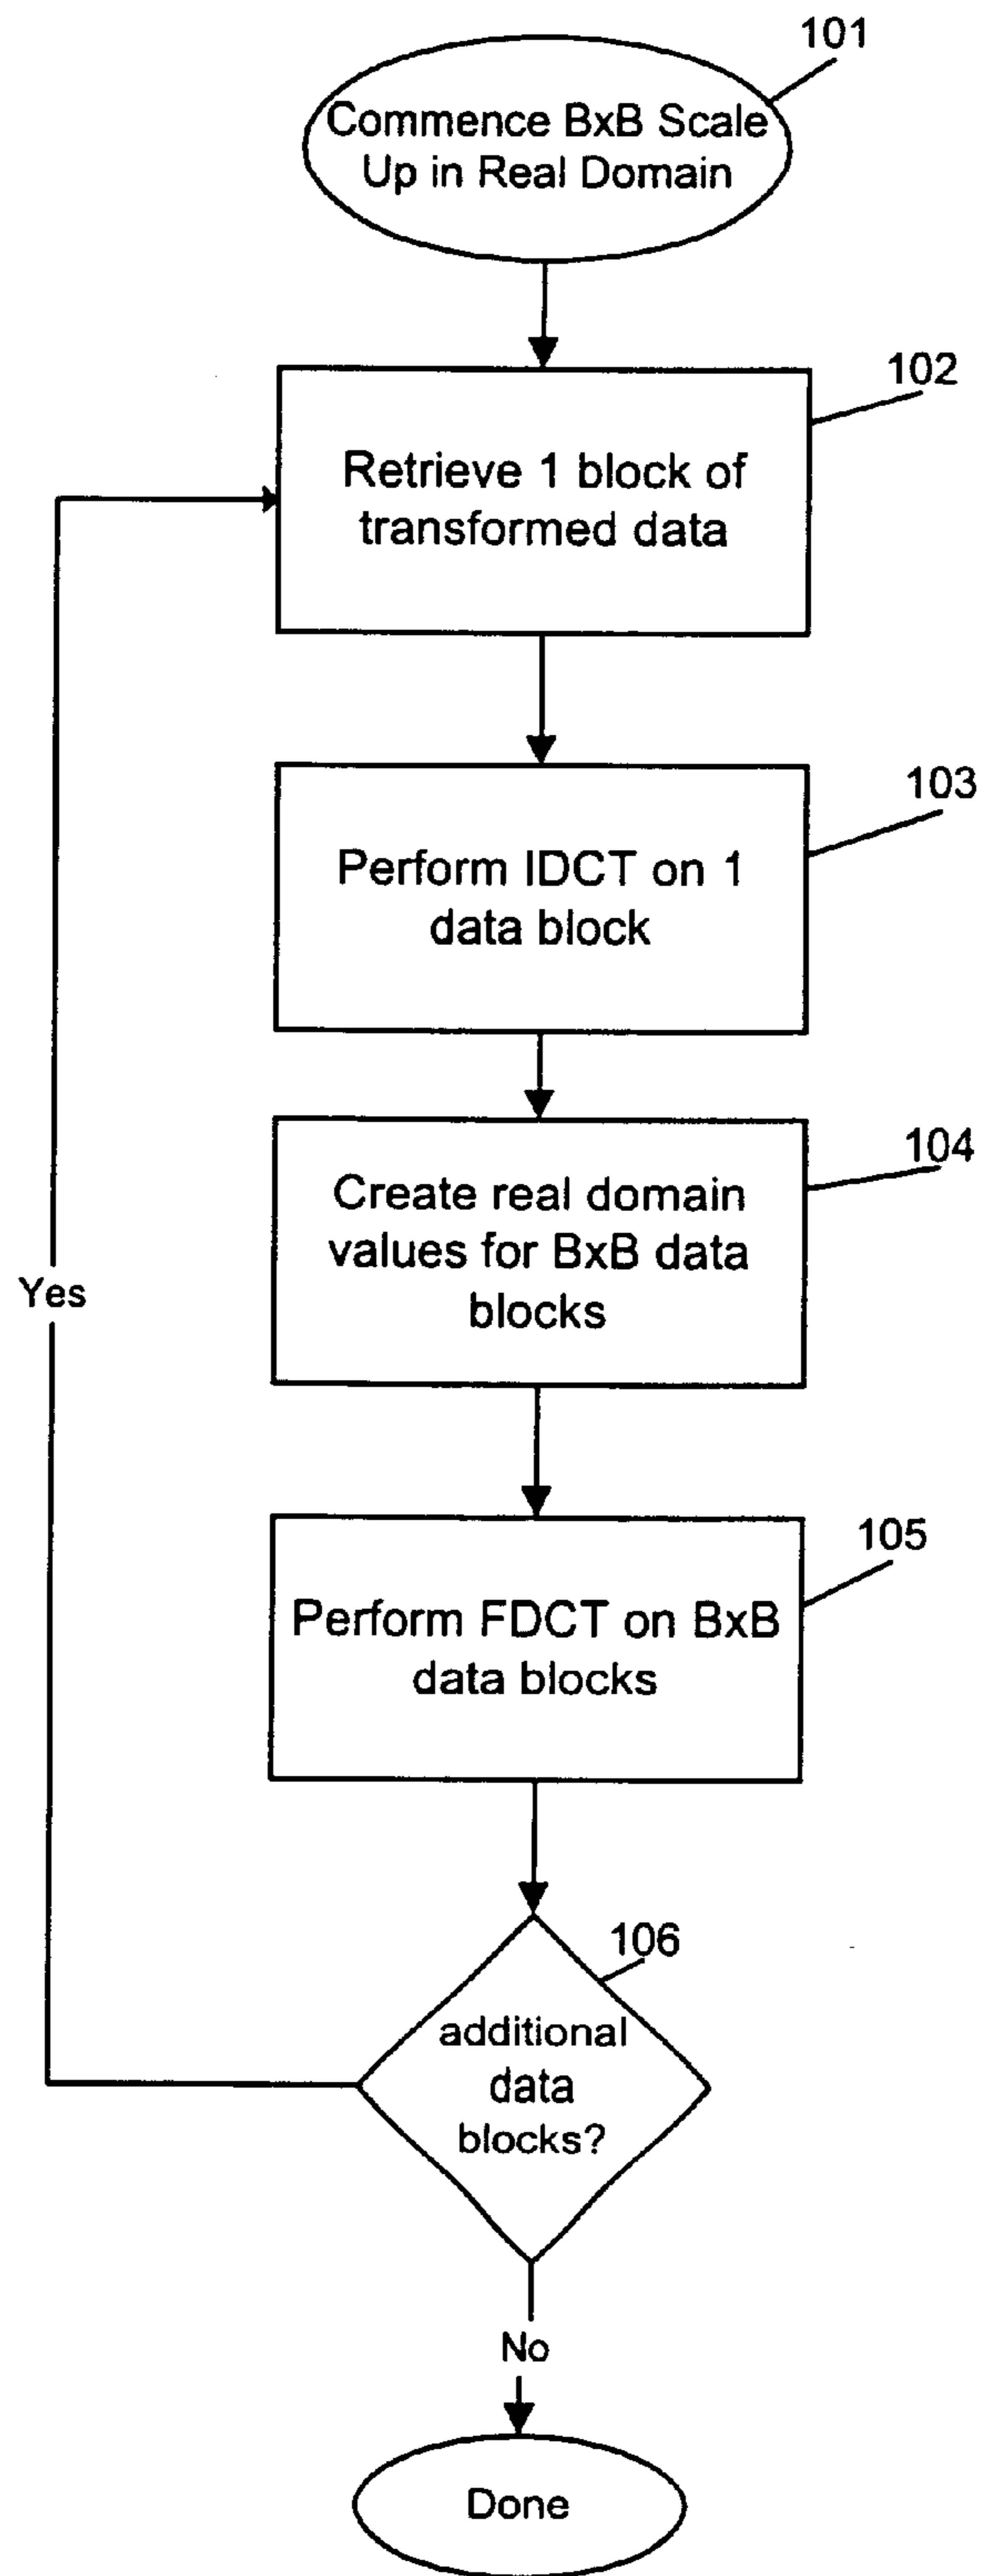 101
Commence BxB Scale
Up in Real Domain
102
Retrieve 1 block of
transformed data
103
Perform IDCT on 1
data block
104
Create real domain
values for BxB data
blocks
Yes
105
Perform FDCT on BxB
data blocks
106
additional
data
blocks?
No
Done